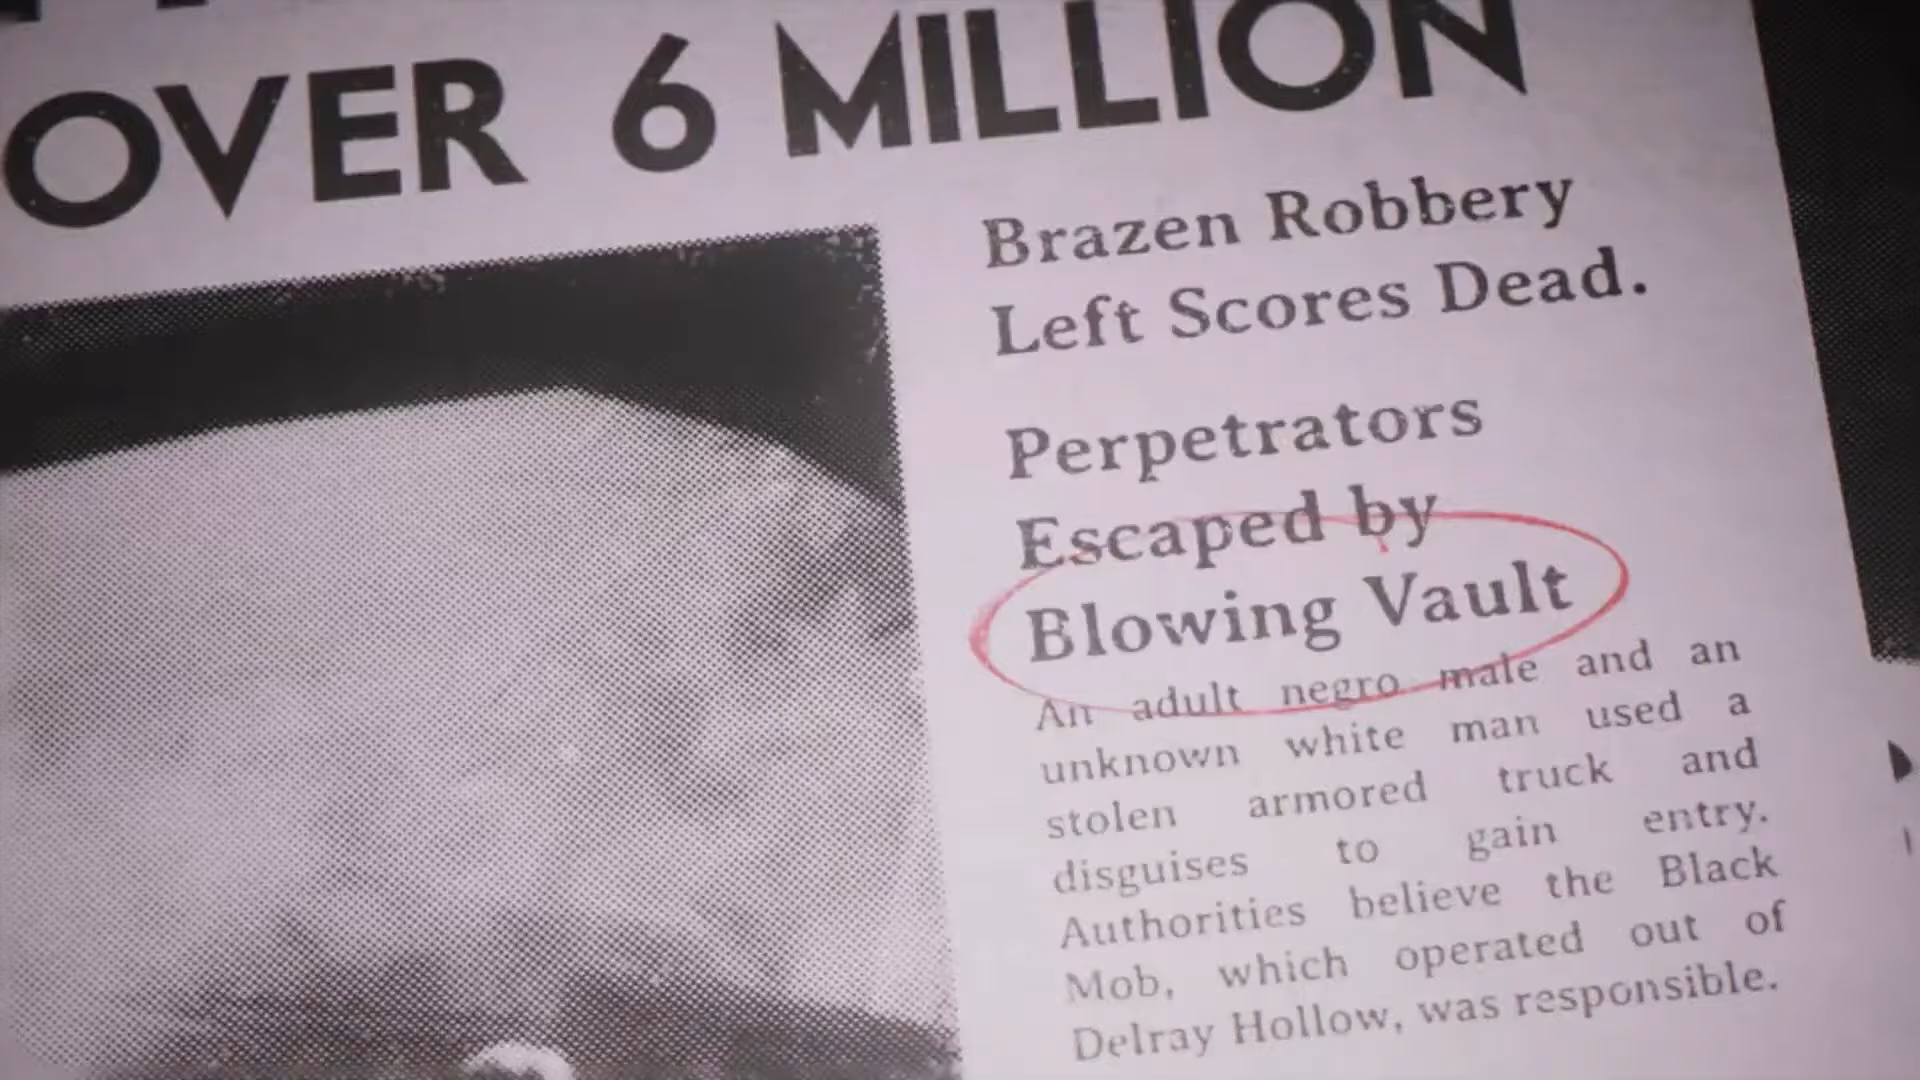 OVER 6 MILLION
Brazen Robbery
Left Scores Dead.
Perpetrators
Escaped by
Blowing Vault
An adult negro male and an
unknown white man used a
stolen armored truck and
disguises to gain entry.
Authorities believe the Black
Mob, which operated out of
Delray Hollow, was responsible.